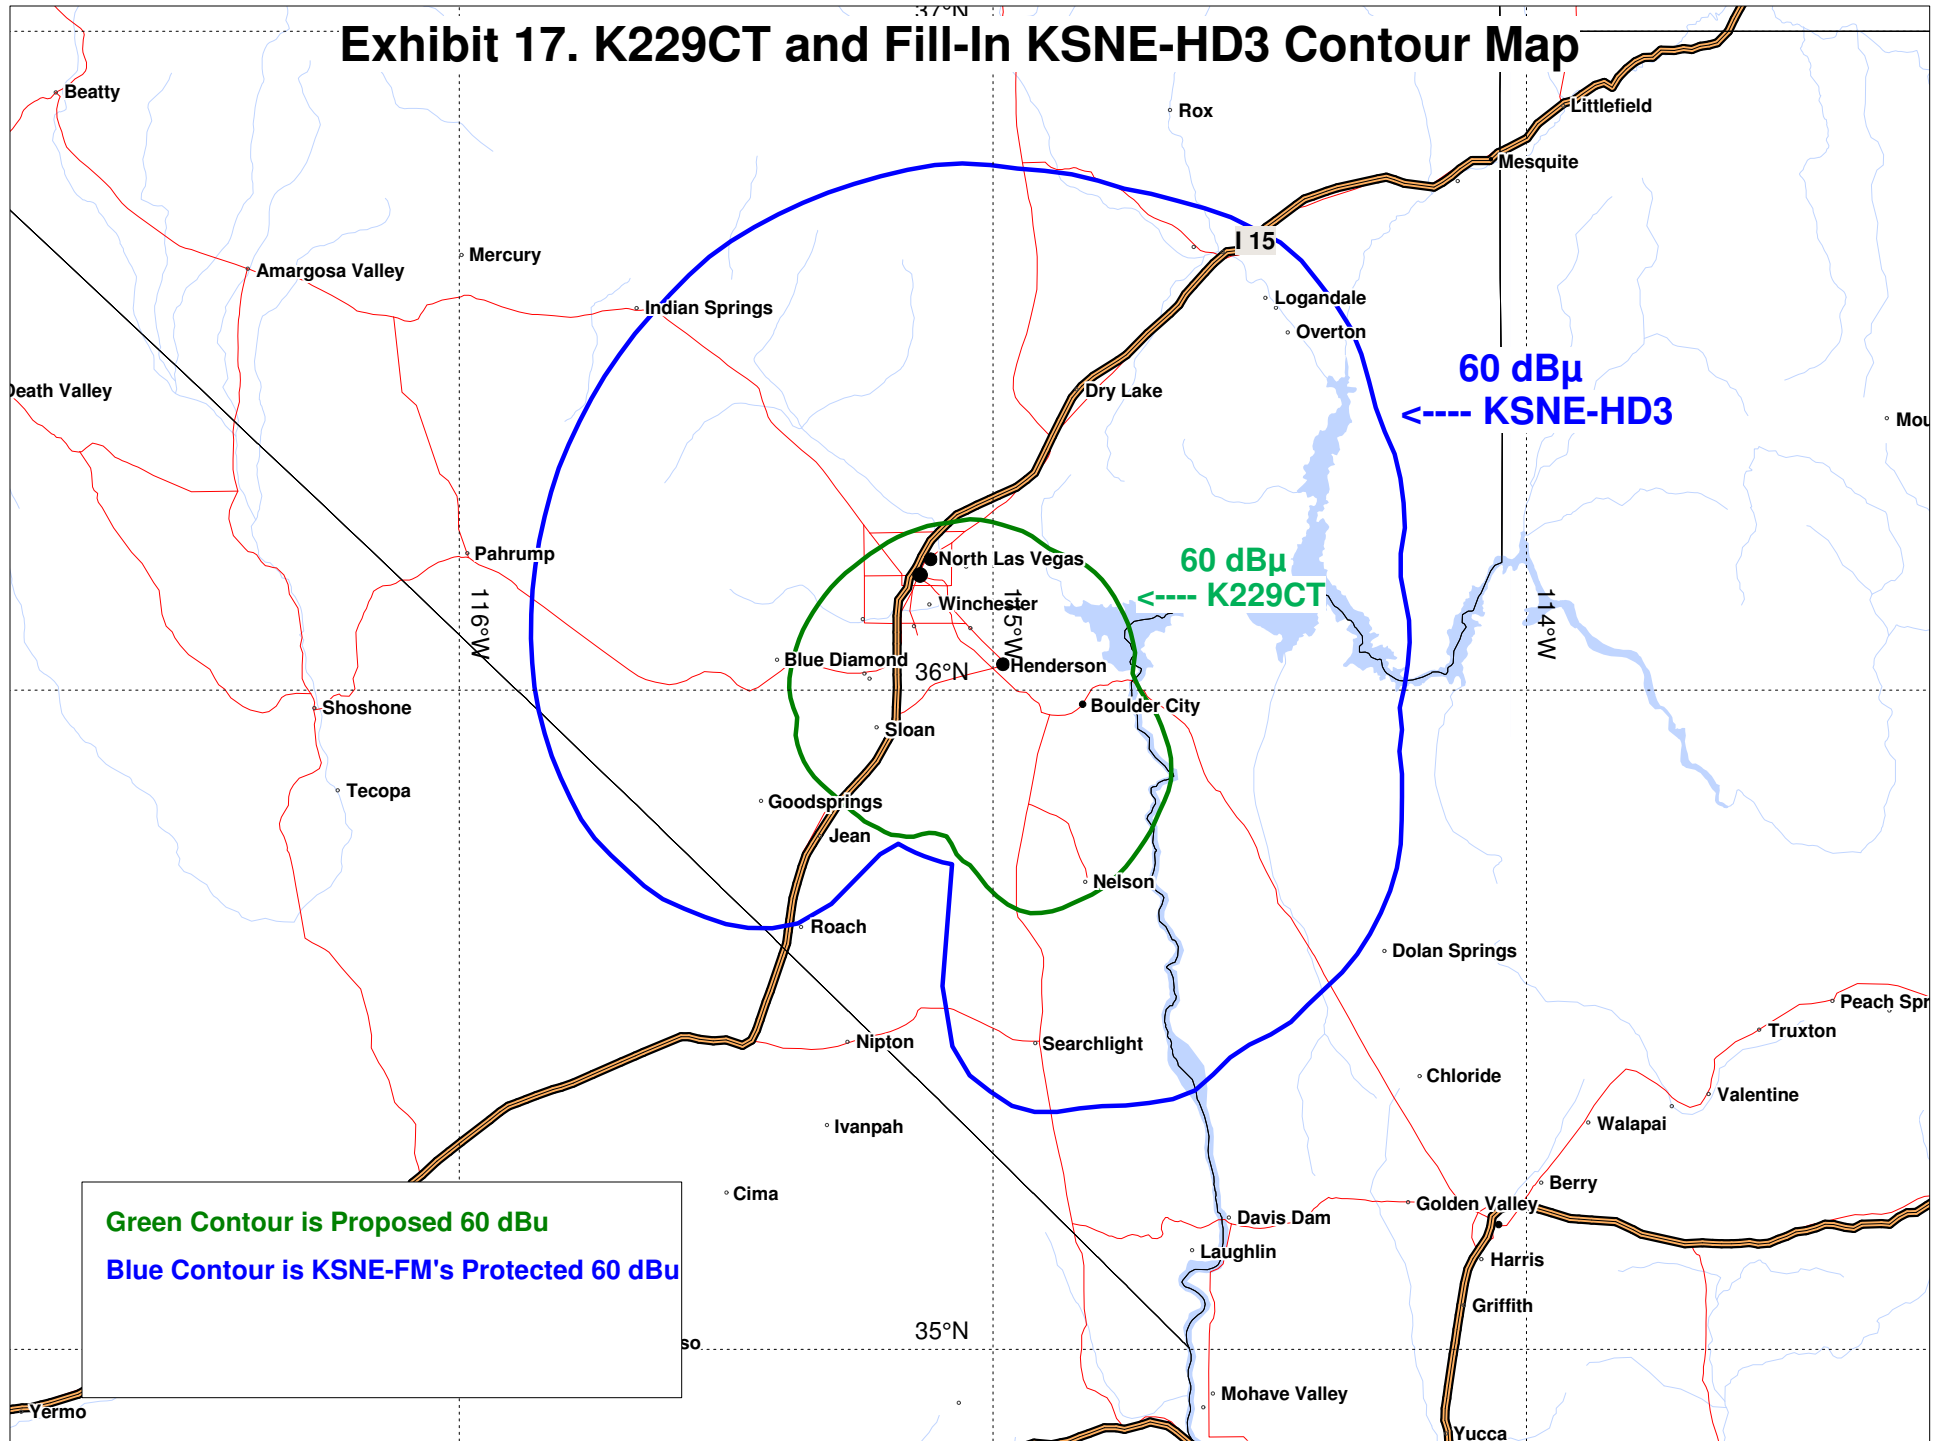 37°N
Exhibit 17. K229CT and Fill-In KSNE-HD3 Contour Map
Beatty
Rox
Littlefield
Mesquite
I 15
Mercury
Amargosa Valley
Indian Springs
Logandale
Overton
60 dBµ
<---- KSNE-HD3
Death Valley
Dry Lake
Mou
Pahrump
North Las Vegas
60 dBµ
<---- K229CT
Winchester
116°W
115°W
114°W
Blue Diamond
36°N
Henderson
Shoshone
Boulder City
Sloan
Tecopa
Goodsprings
Jean
Nelson
Roach
Dolan Springs
Peach Spr
Nipton
Searchlight
Truxton
Chloride
Valentine
Ivanpah
Walapai
Cima
Berry
Golden Valley
Green Contour is Proposed 60 dBu
Davis Dam
Laughlin
Harris
Blue Contour is KSNE-FM's Protected 60 dBu
Griffith
35°N
so
Mohave Valley
Yermo
Yucca